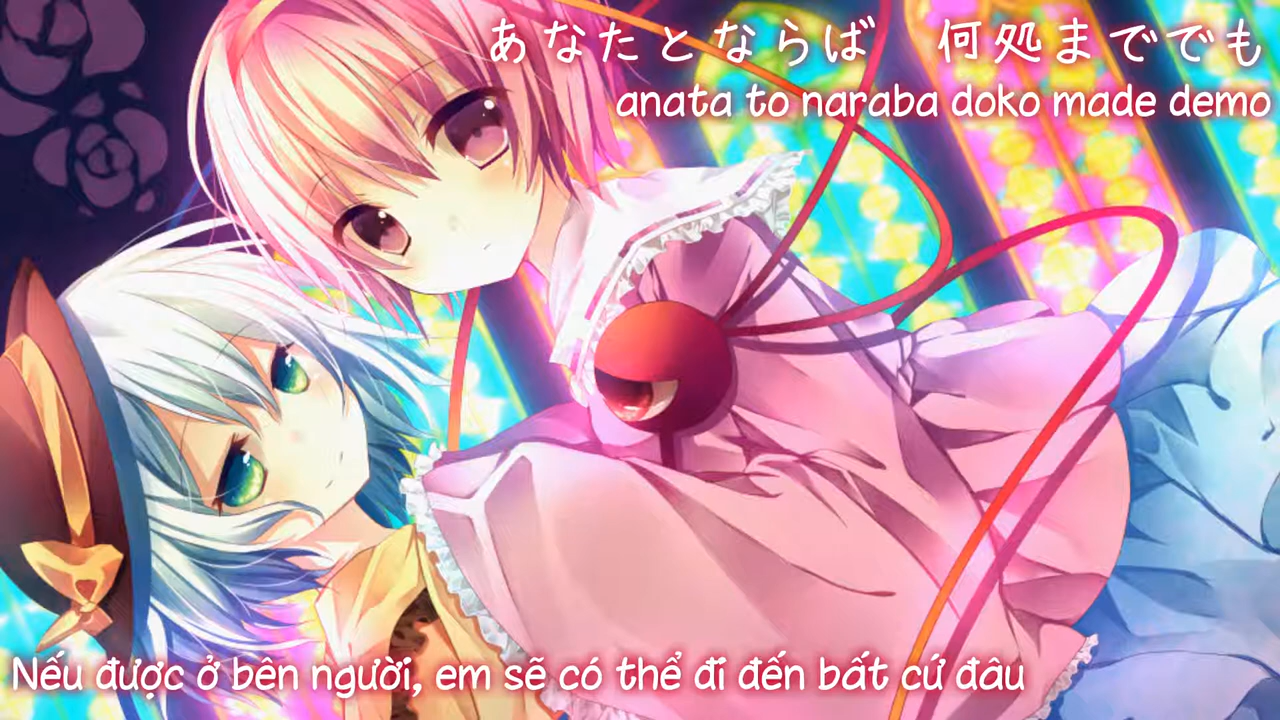 あなたとならば　何処まででも
anata to naraba doko made demo
Nếu được ở bên người, em sẽ có thể đi đến bất cứ đâu